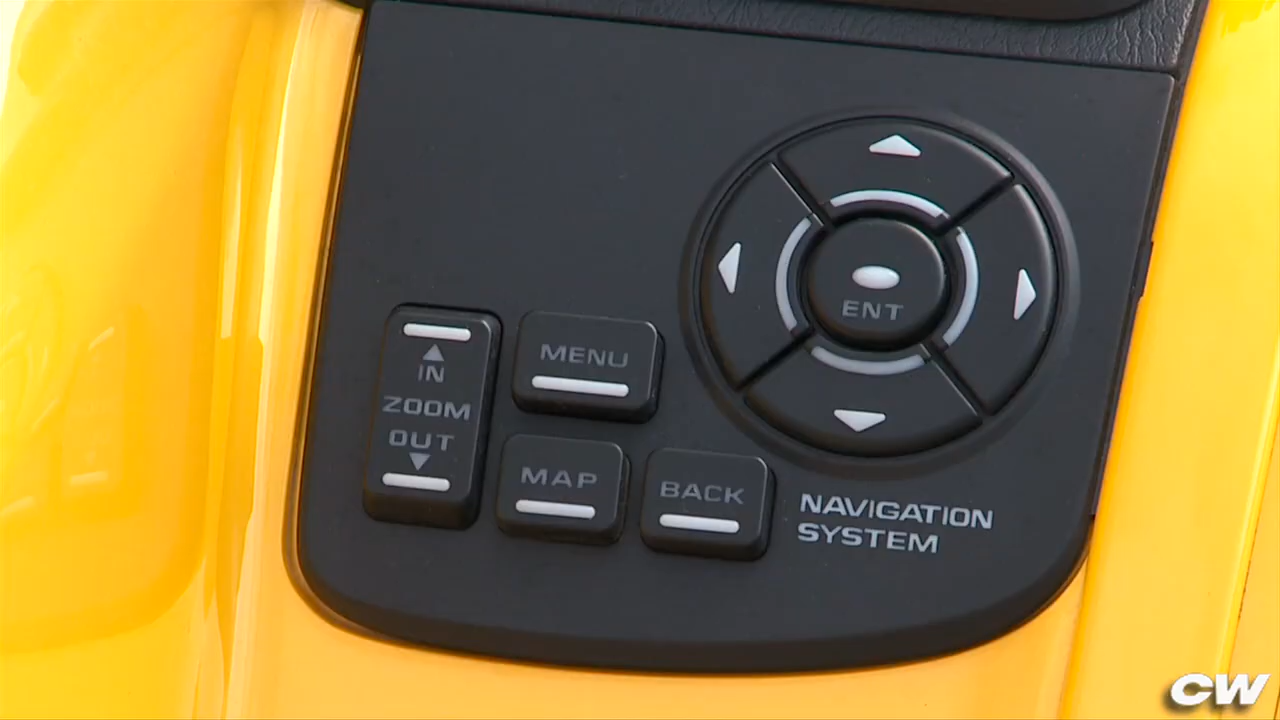 ENT
MENU
IN
ZOOM
OUT
MAP
BACK
NAVIGATION
SYSTEM
CW